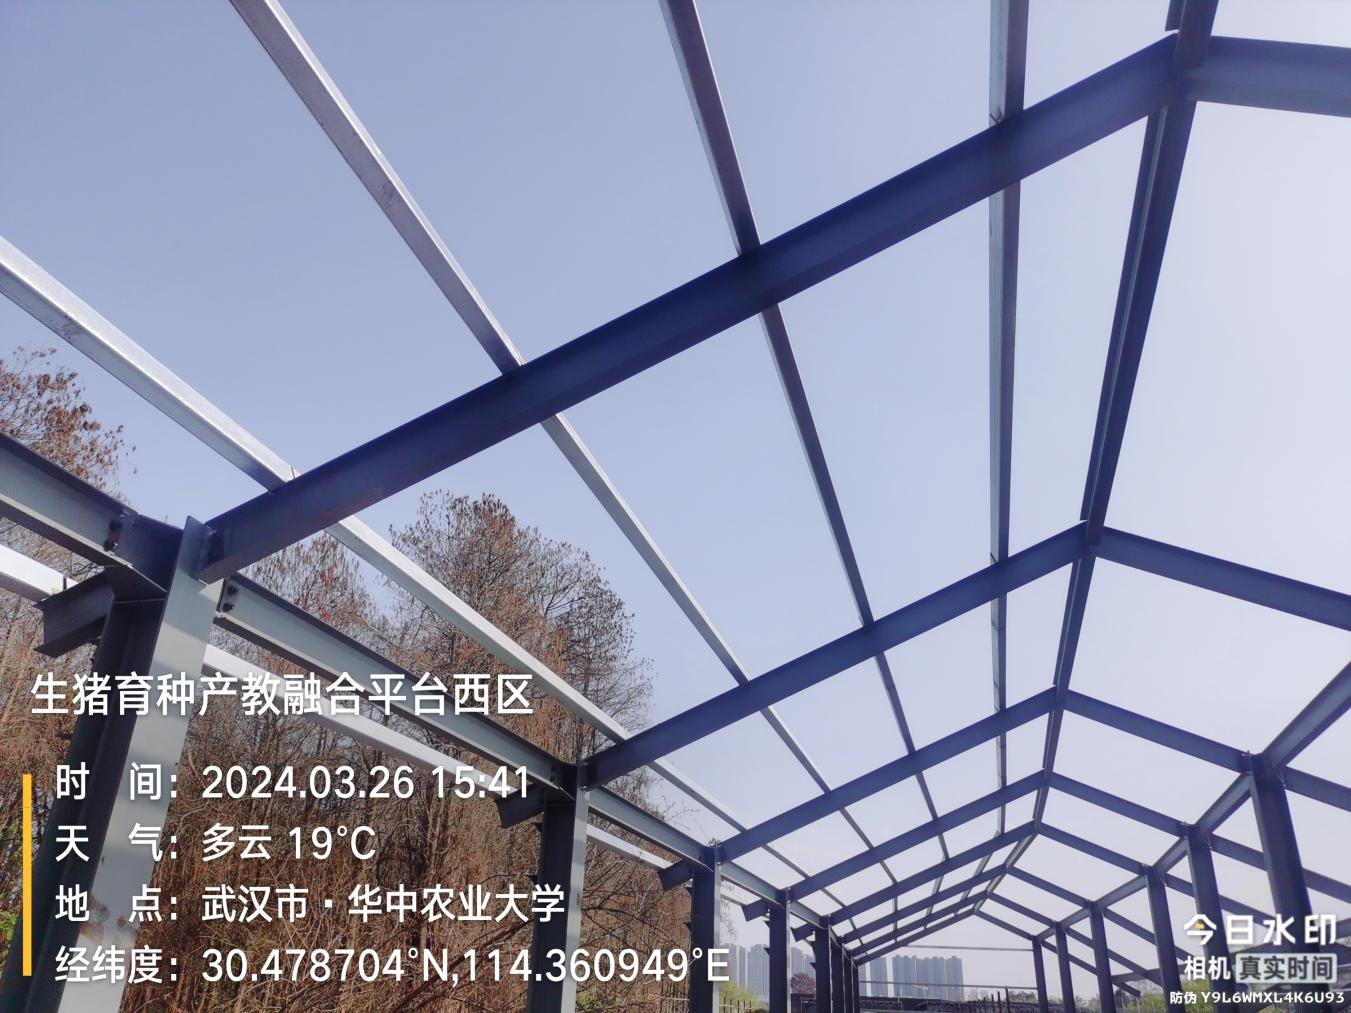 生猪育种产教融合平台西区
时 间：2024.03.26 15:41
天 气：多云 19℃
地 点：武汉市·华中农业大学
经纬度：30.478704°N,114.360949°E
今日水印
相机 真实时间
防伪 Y9L6WMXL4K6U93